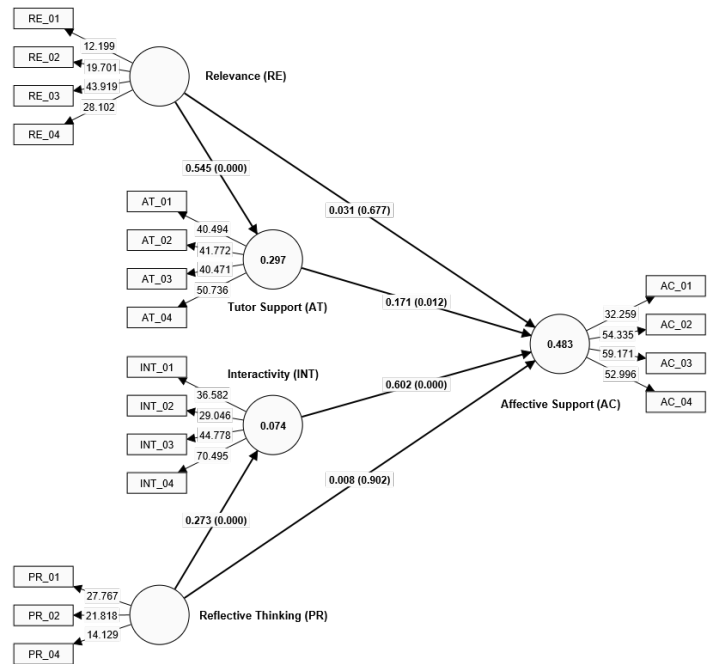 RE_01
12.199
RE_02
19.701
RE_03
43.919
RE_04
28.102
Relevance (RE)
0.545 (0.000)
0.031 (0.677)
AT_01
40.494
AT_02
41.772
AT_03
40.471
AT_04
50.736
0.297
Tutor Support (AT)
0.171 (0.012)
AC_01
32.259
AC_02
54.335
AC_03
59.171
AC_04
52.996
0.483
Affective Support (AC)
Interactivity (INT)
INT_01
36.582
INT_02
29.046
INT_03
44.778
INT_04
70.495
0.074
0.602 (0.000)
0.008 (0.902)
0.273 (0.000)
PR_01
27.767
PR_02
21.818
PR_04
14.129
Reflective Thinking (PR)